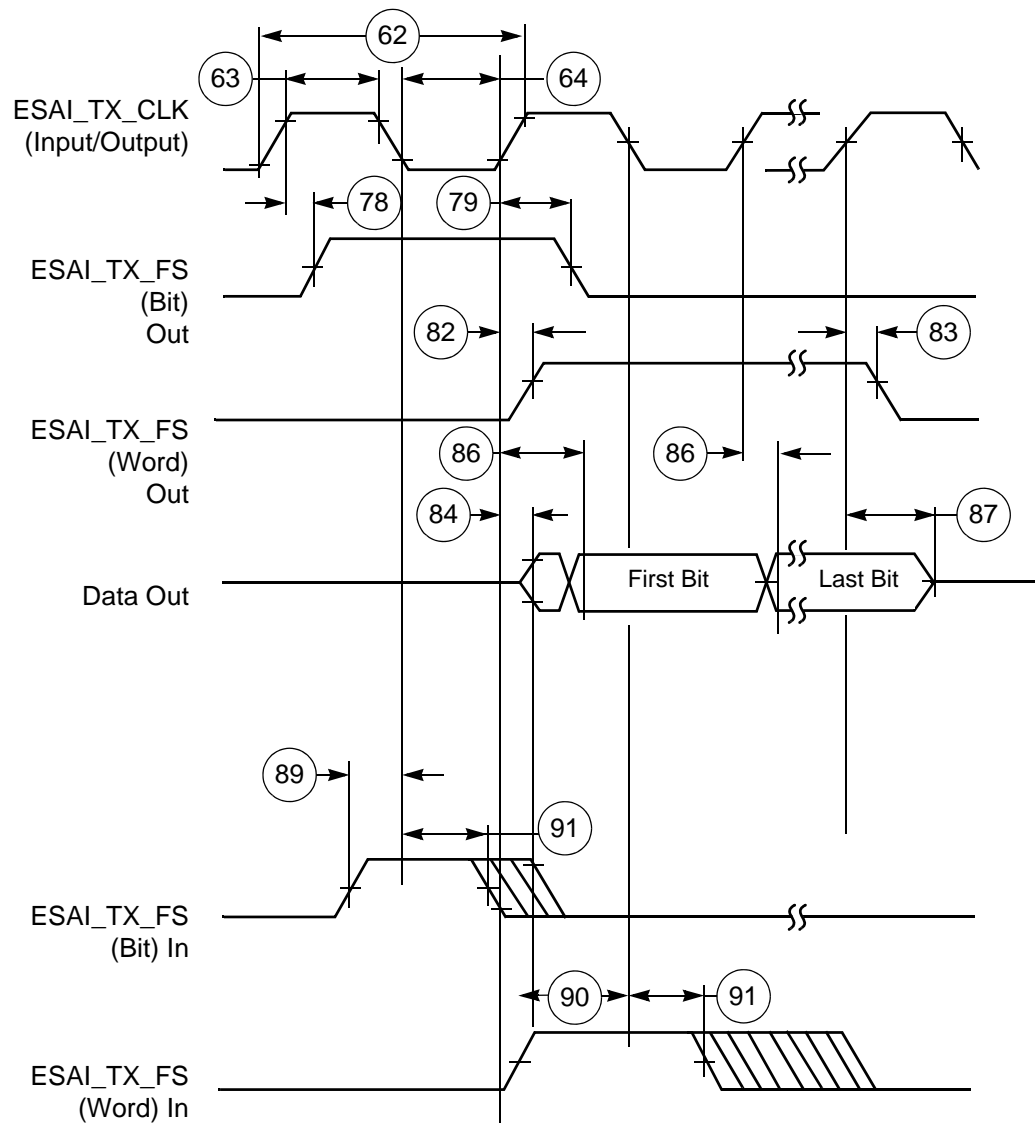 62
63
64
ESAI_TX_CLK
(Input/Output)
78
79
ESAI_TX_FS
(Bit)
Out
82
83
ESAI_TX_FS
(Word)
Out
86
86
84
87
Data Out
First Bit
Last Bit
89
91
ESAI_TX_FS
(Bit) In
90
91
ESAI_TX_FS
(Word) In